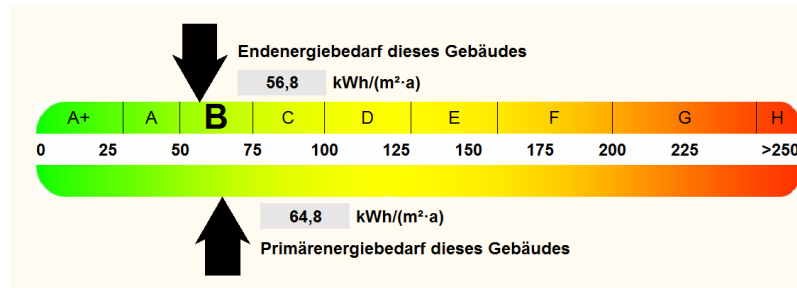 Endenergiebedarf dieses Gebäudes
56,8 kWh/(m²·a)
A+ A B C D E F G H
0 25 50 75 100 125 150 175 200 225 >250
64,8 kWh/(m²·a)
Primärenergiebedarf dieses Gebäudes